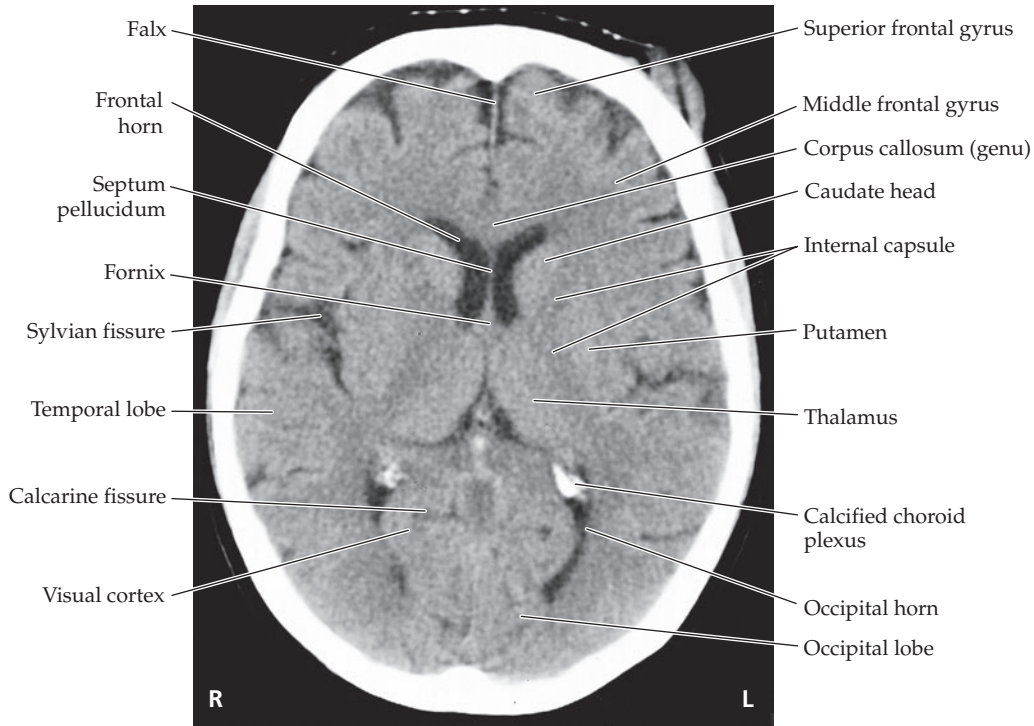 Falx
Frontal
horn
Septum
pellucidum
Fornix
Sylvian fissure
Temporal lobe
Calcarine fissure
Visual cortex
Superior frontal gyrus
Middle frontal gyrus
Corpus callosum (genu)
Caudate head
Internal capsule
Putamen
Thalamus
Calcified choroid
plexus
Occipital horn
Occipital lobe
R
L